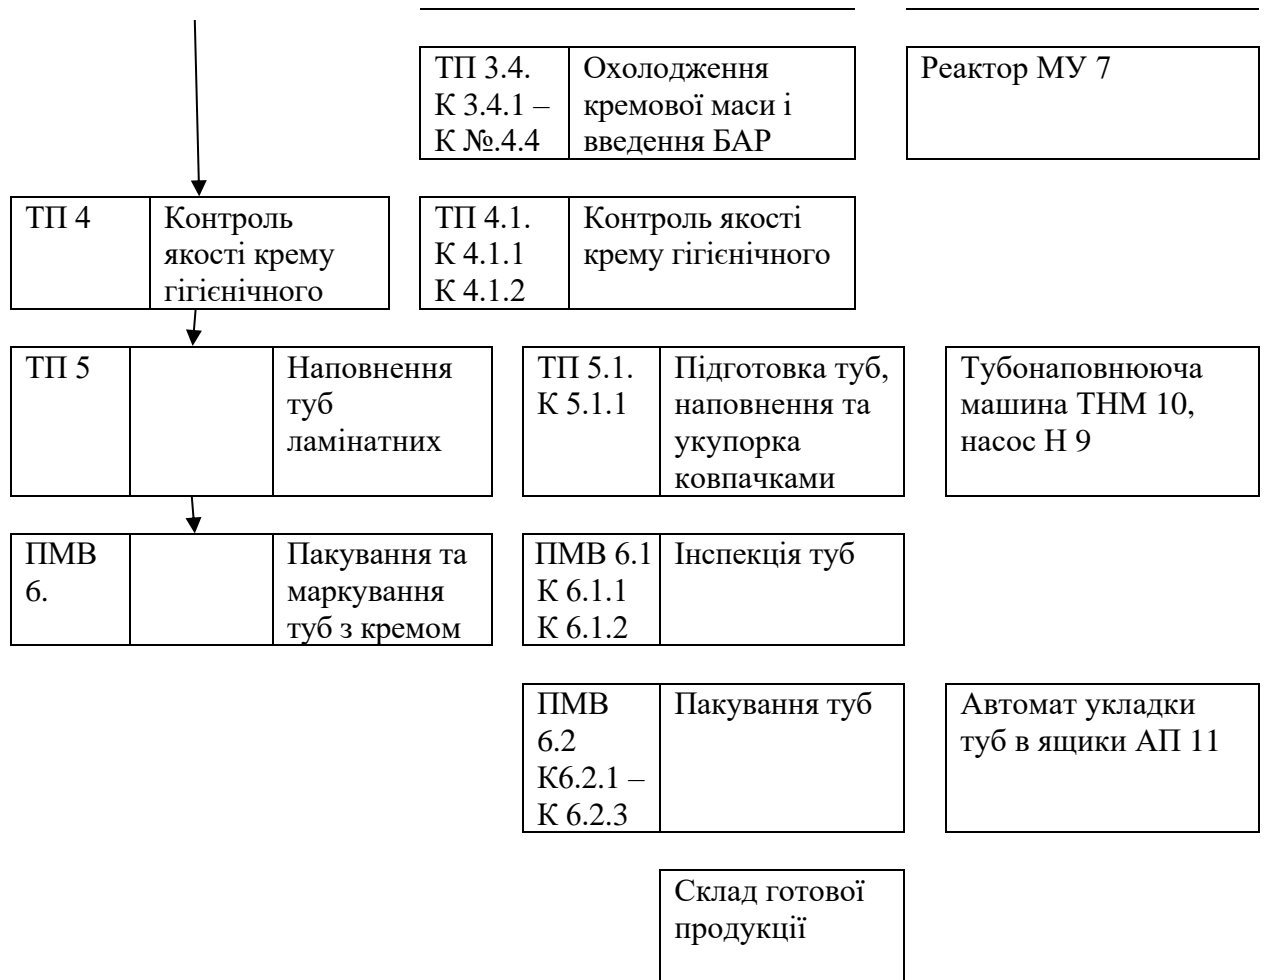 ТП 3.4.
К 3.4.1 –
К №.4.4
Охолодження
кремової маси і
введення БАР
Реактор МУ 7
ТП 4
Контроль
якості крему
гігієнічного
ТП 4.1.
К 4.1.1
К 4.1.2
Контроль якості
крему гігієнічного
ТП 5
Наповнення
туб
ламінатних
ТП 5.1.
К 5.1.1
Підготовка туб,
наповнення та
укупорка
ковпачками
Тубонаповнююча
машина ТНМ 10,
насос Н 9
ПМВ
6.
Пакування та
маркування
туб з кремом
ПМВ 6.1
К 6.1.1
К 6.1.2
Інспекція туб
ПМВ
6.2
К6.2.1 –
К 6.2.3
Пакування туб
Автомат укладки
туб в ящики АП 11
Склад готової
продукції